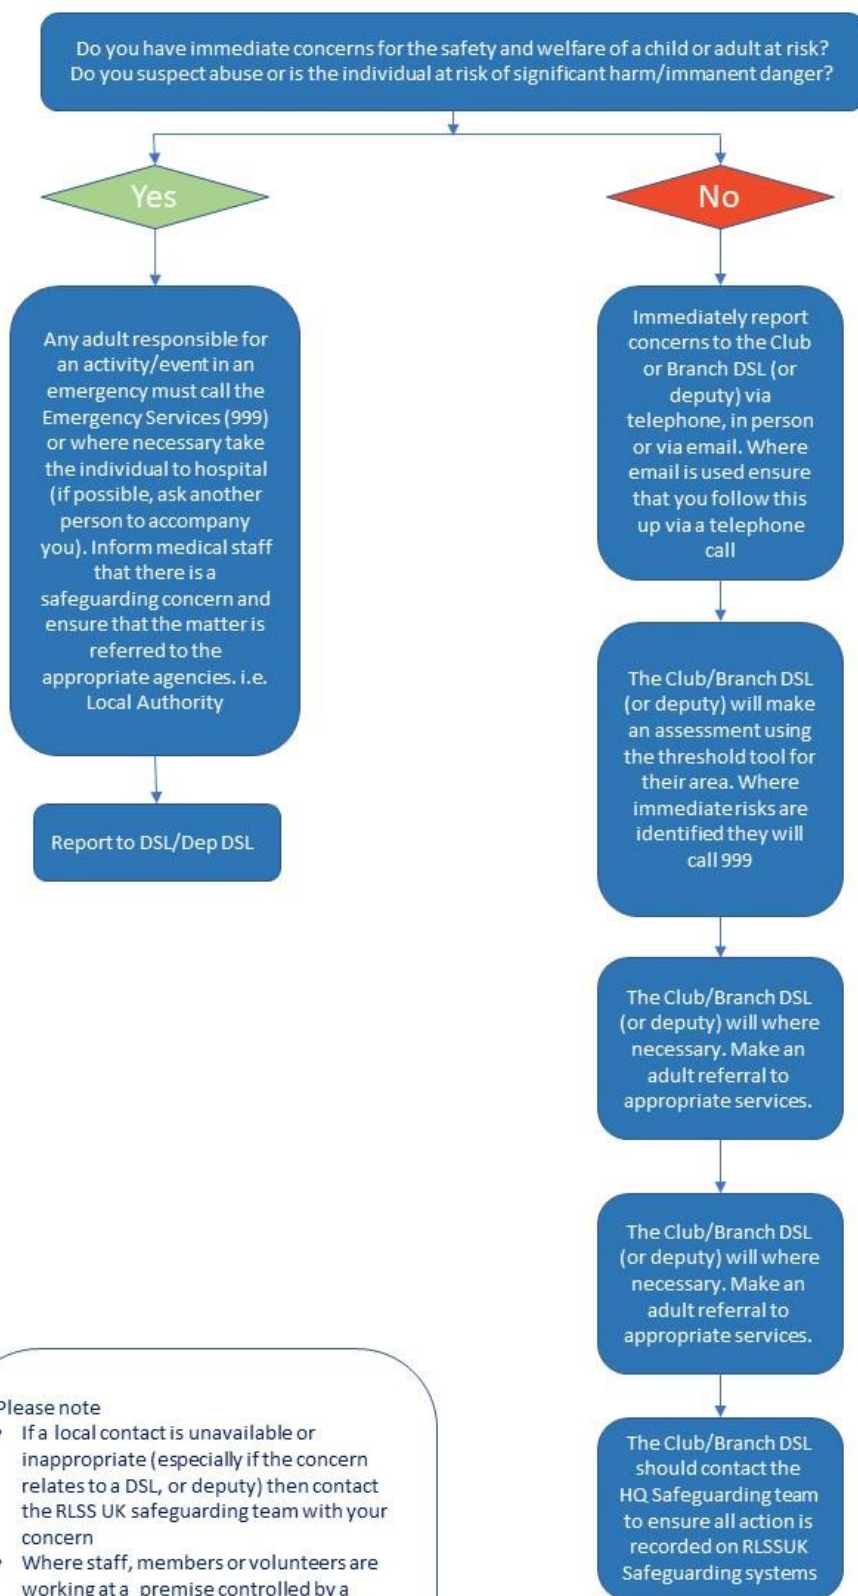 Do you have immediate concerns for the safety and welfare of a child or adult at risk?
Do you suspect abuse or is the individual at risk of significant harm/immanent danger?
Yes
No
Any adult responsible for
an activity/event in an
emergency must call the
Emergency Services (999)
or where necessary take
the individual to hospital
(if possible, ask another
person to accompany
you). Inform medical staff
that there is a
safeguarding concern and
ensure that the matter is
referred to the
appropriate agencies. i.e.
Local Authority
Report to DSL/Dep DSL
Immediately report
concerns to the Club
or Branch DSL (or
deputy) via
telephone, in person
or via email. Where
email is used ensure
that you follow this
up via a telephone
call
The Club/Branch DSL
(or deputy) will make
an assessment using
the threshold tool for
their area. Where
immediate risks are
identified they will
call 999
The Club/Branch DSL
(or deputy) will where
necessary. Make an
adult referral to
appropriate services.
The Club/Branch DSL
(or deputy) will where
necessary. Make an
adult referral to
appropriate services.
The Club/Branch DSL
should contact the
HQ Safeguarding team
to ensure all action is
recorded on RLSSUK
Safeguarding systems
Please note
• If a local contact is unavailable or
inappropriate (especially if the concern
relates to a DSL, or deputy) then contact
the RLSS UK safeguarding team with your
concern
• Where staff, members or volunteers are
working at a premise controlled by a